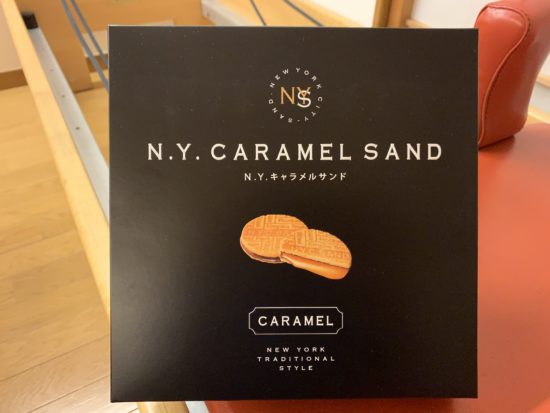 NEW YORK CITY · SAND ·
NYS
N.Y. CARAMEL SAND
N.Y.キャラメルサンド
N.Y.C. SAND
CARAMEL
NEW YORK
TRADITIONAL
STYLE